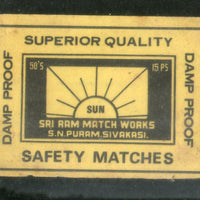 SUPERIOR QUALITY
DAMP PROOF
50'S 15 PS
SUN
SRI RAM MATCH WORKS
S.N.PURAM, SIVAKASI.
DAMP PROOF
SAFETY MATCHES